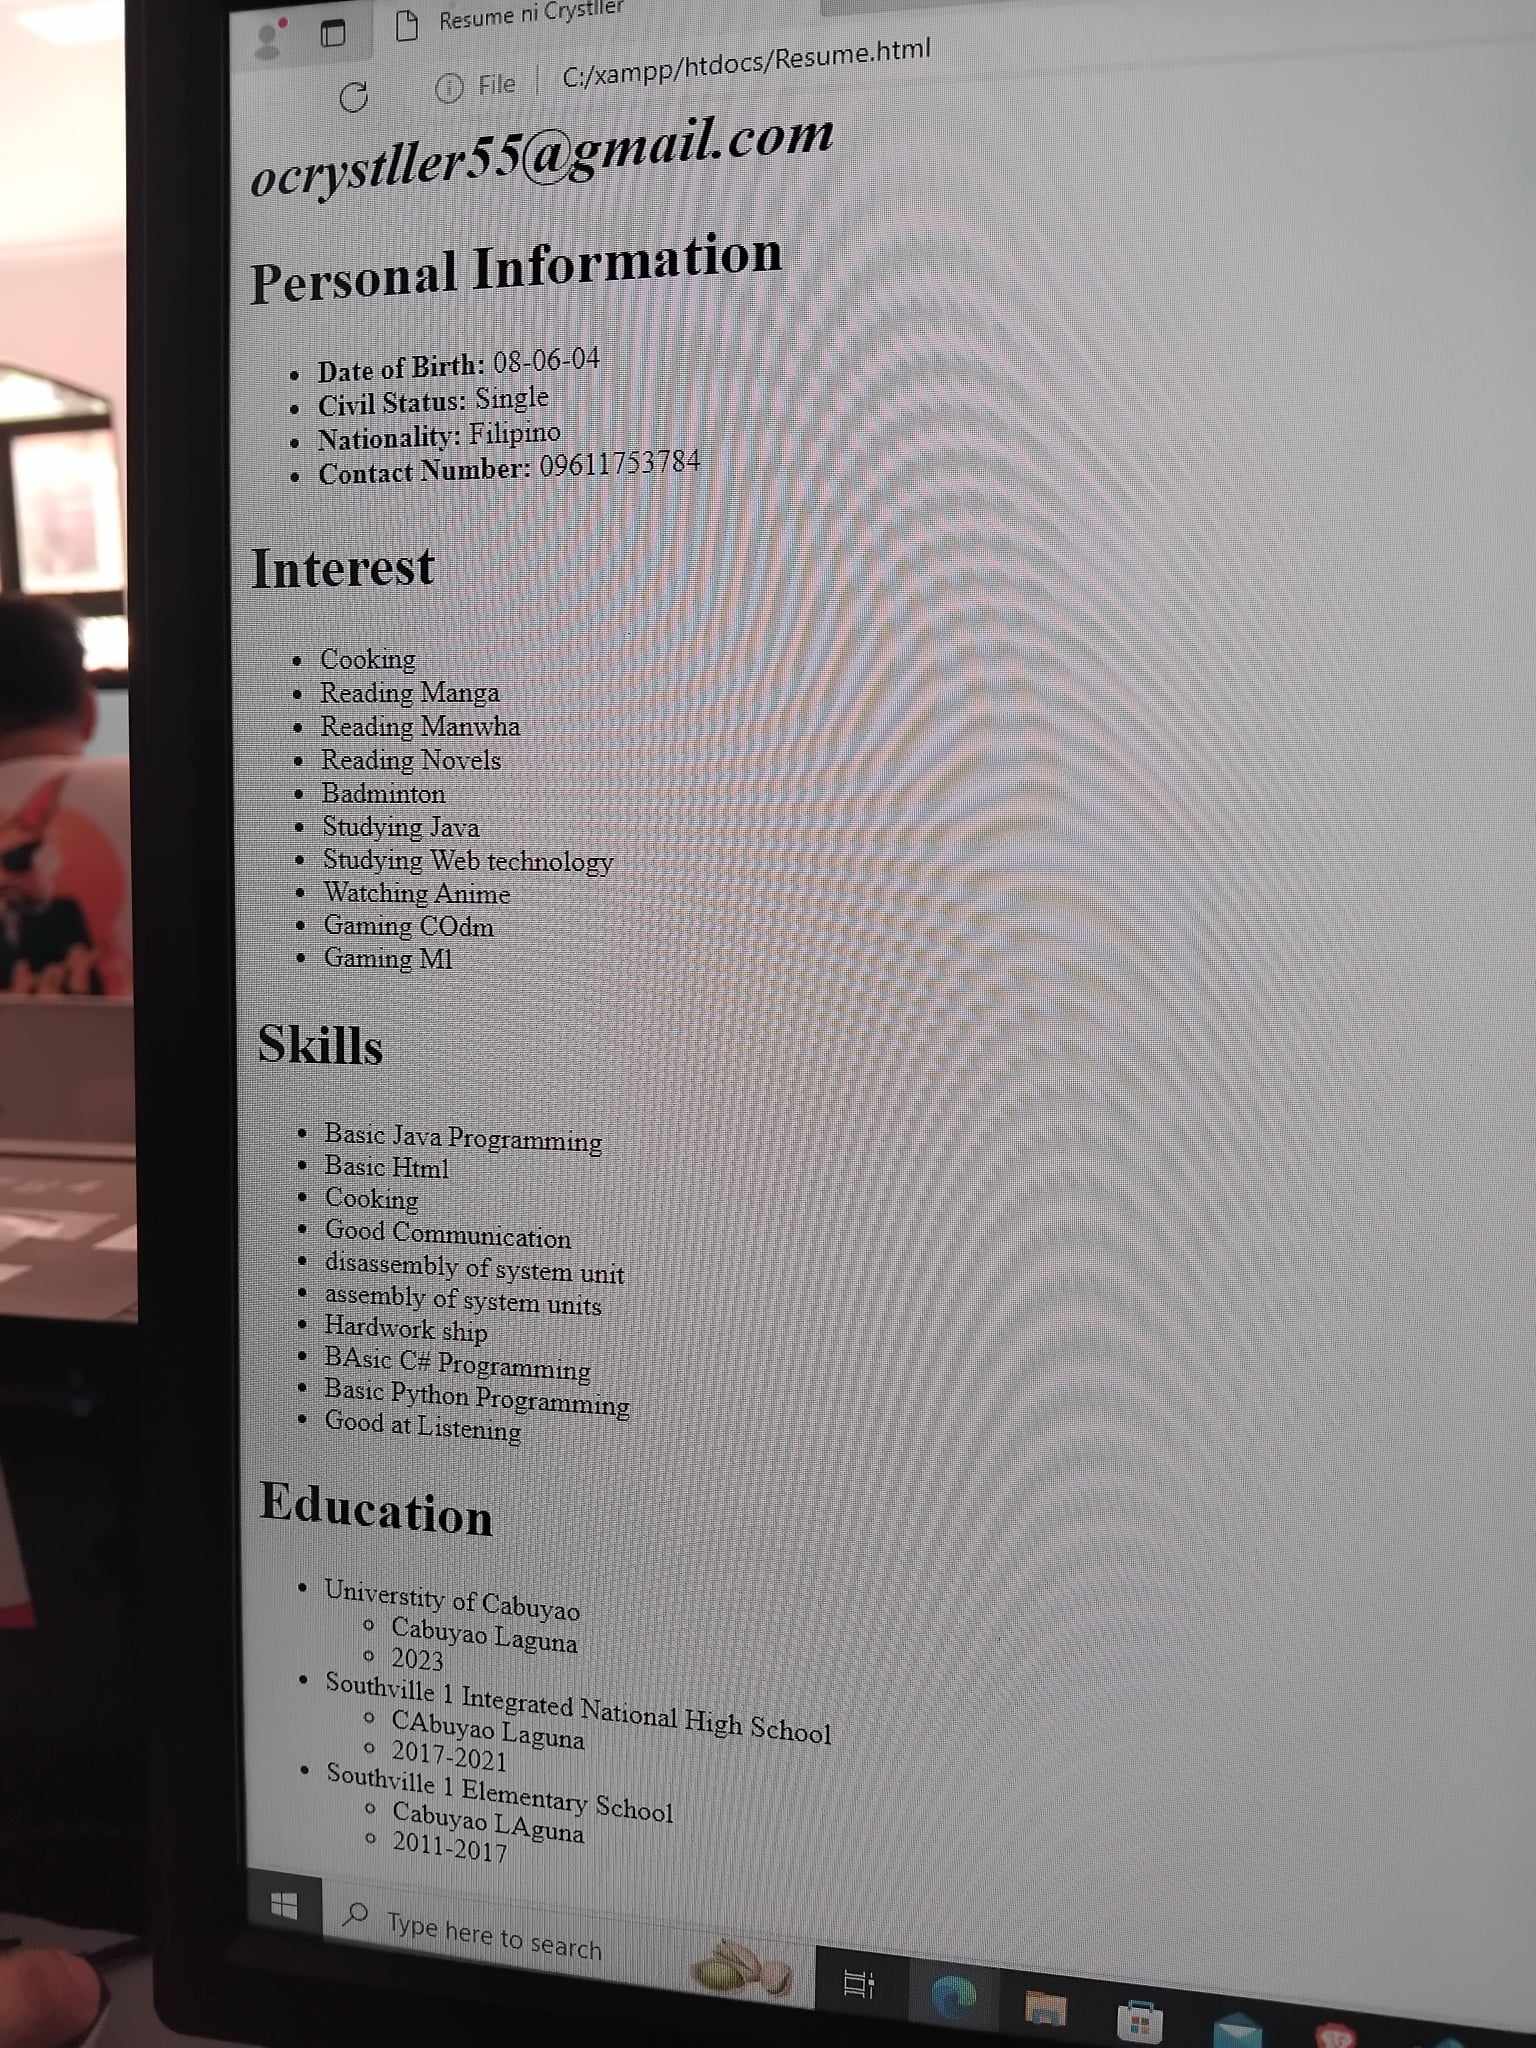 Resume ni Crystller
File
C:/xampp/htdocs/Resume.html
ocrystller55@gmail.com
Personal Information
Date of Birth: 08-06-04
Civil Status: Single
Nationality: Filipino
Contact Number: 09611753784
Interest
Cooking
Reading Manga
Reading Manwha
Reading Novels
Badminton
Studying Java
Studying Web technology
Watching Anime
Gaming COdm
Gaming Ml
Skills
Basic Java Programming
Basic Html
Cooking
Good Communication
disassembly of system unit
assembly of system units
Hardwork ship
BAsic C# Programming
Basic Python Programming
Good at Listening
Education
Universtity of Cabuyao
Cabuyao Laguna
2023
Southville 1 Integrated National High School
CAbuyao Laguna
2017-2021
Southville 1 Elementary School
Cabuyao LAguna
2011-2017
Type here to search